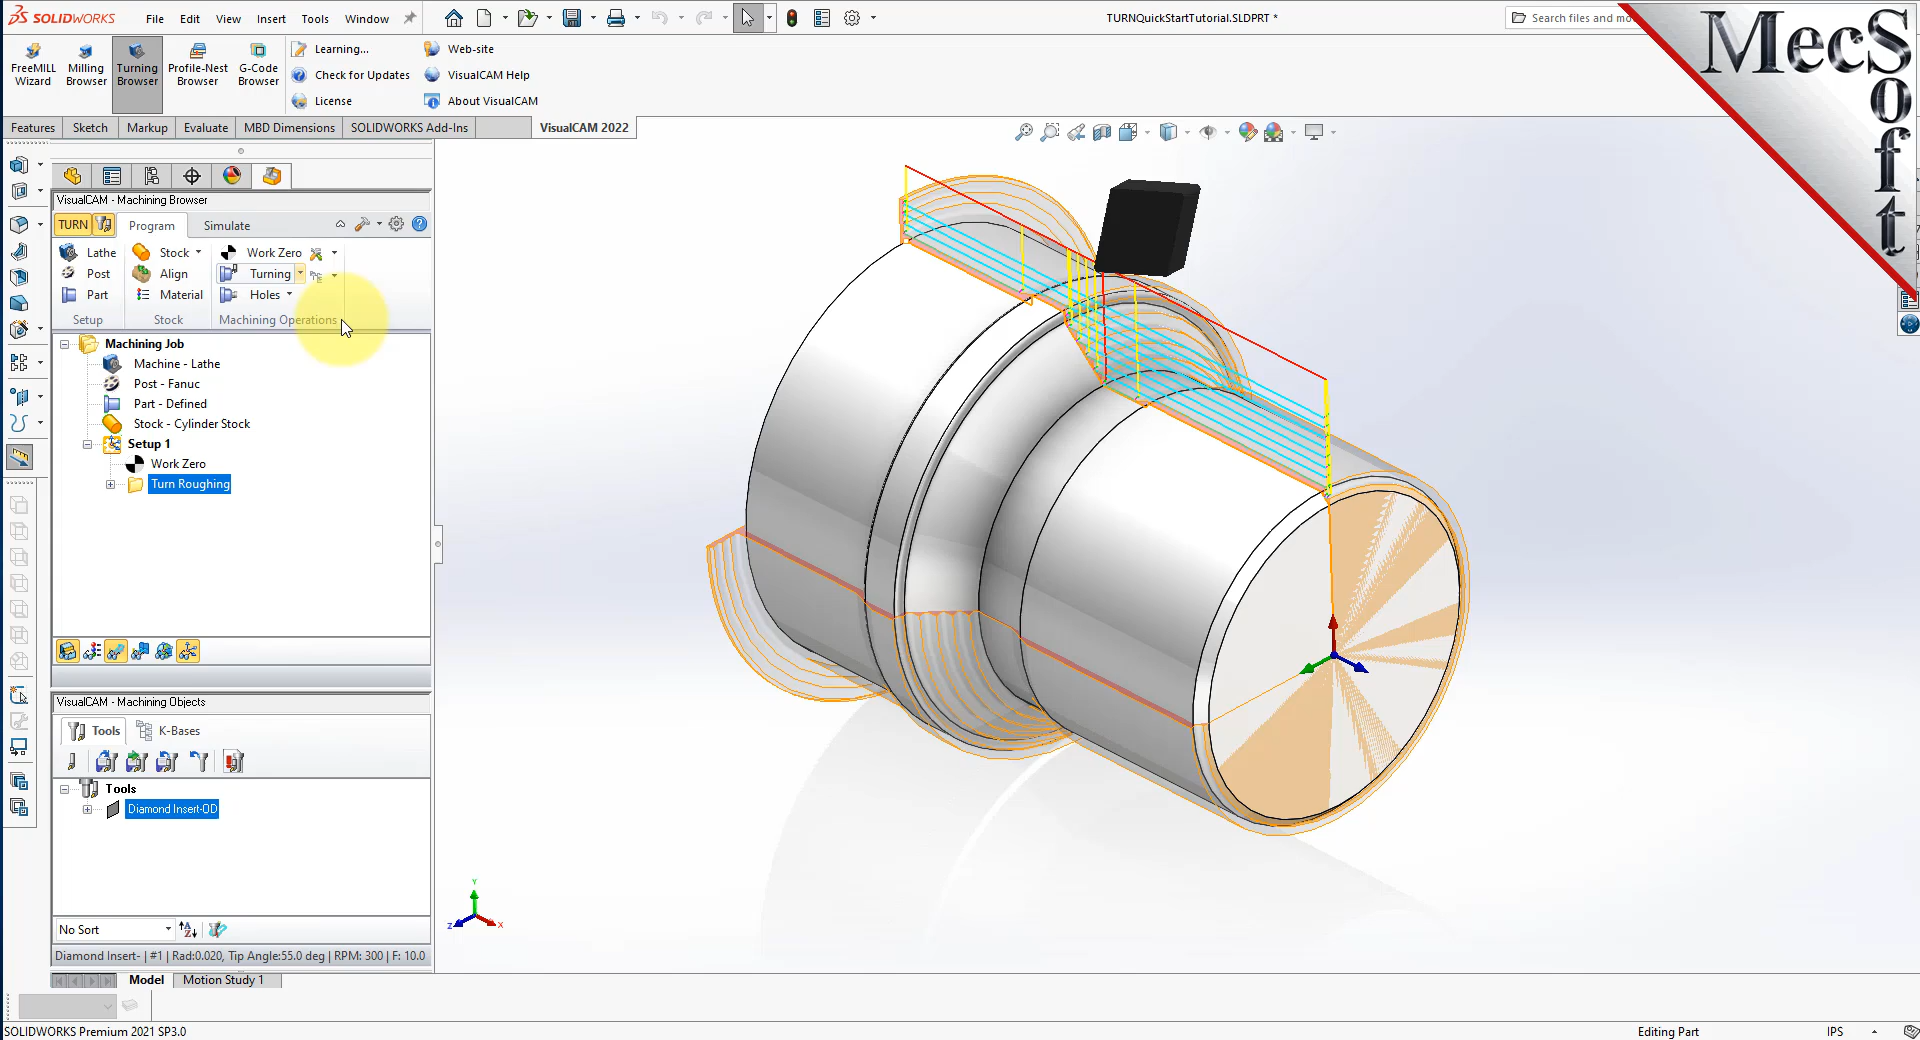 SOLIDWORKS File Edit View Insert Tools Window
TURNQuickStartTutorial.SLDPRT *
Search files and mo
MecSoft
FreeMILL Wizard
Milling Browser
Turning Browser
Profile-Nest Browser
G-Code Browser
Learning...
Check for Updates
License
Web-site
VisualCAM Help
About VisualCAM
Features Sketch Markup Evaluate MBD Dimensions SOLIDWORKS Add-Ins VisualCAM 2022
VisualCAM - Machining Browser
TURN Program Simulate
Lathe Stock Work Zero
Post Align Turning
Part Material Holes
Setup Stock Machining Operations
Machining Job
Machine - Lathe
Post - Fanuc
Part - Defined
Stock - Cylinder Stock
Setup 1
Work Zero
Turn Roughing
VisualCAM - Machining Objects
Tools K-Bases
Tools
Diamond Insert-OD
No Sort
Diamond Insert- | #1 | Rad:0.020, Tip Angle:55.0 deg | RPM: 300 | F: 10.0
Y
Z X
Model Motion Study 1
SOLIDWORKS Premium 2021 SP3.0
Editing Part IPS